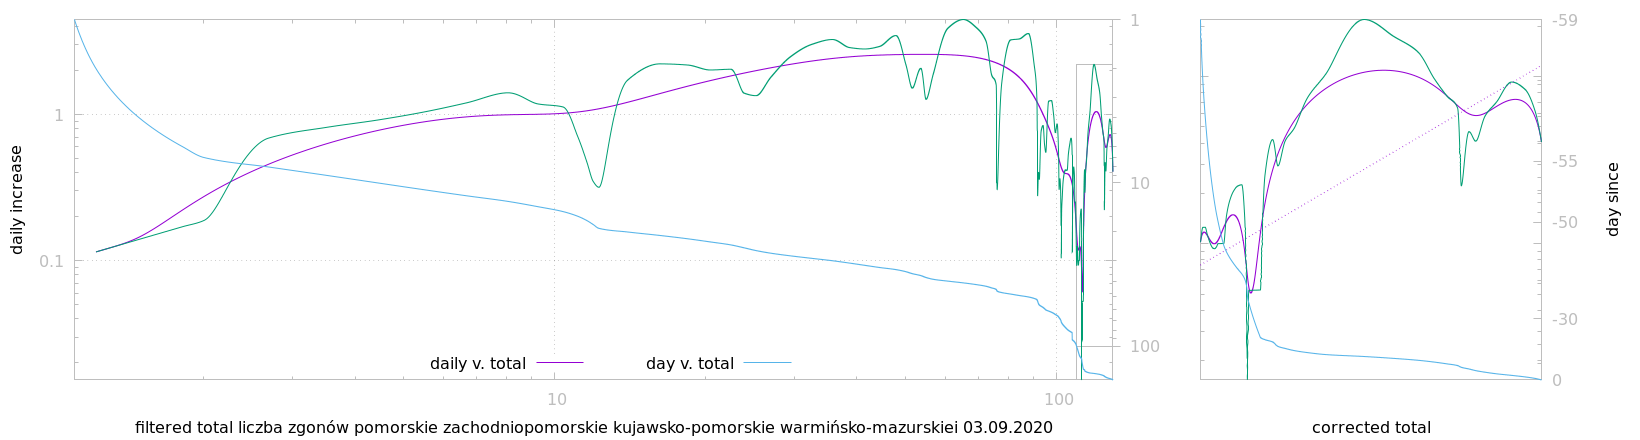 1
-59
1
daily increase
10
-55
day since
-50
0.1
-30
100
daily v. total
day v. total
0
10
100
filtered total liczba zgonów pomorskie zachodniopomorskie kujawsko-pomorskie warmińsko-mazurskiei 03.09.2020
corrected total